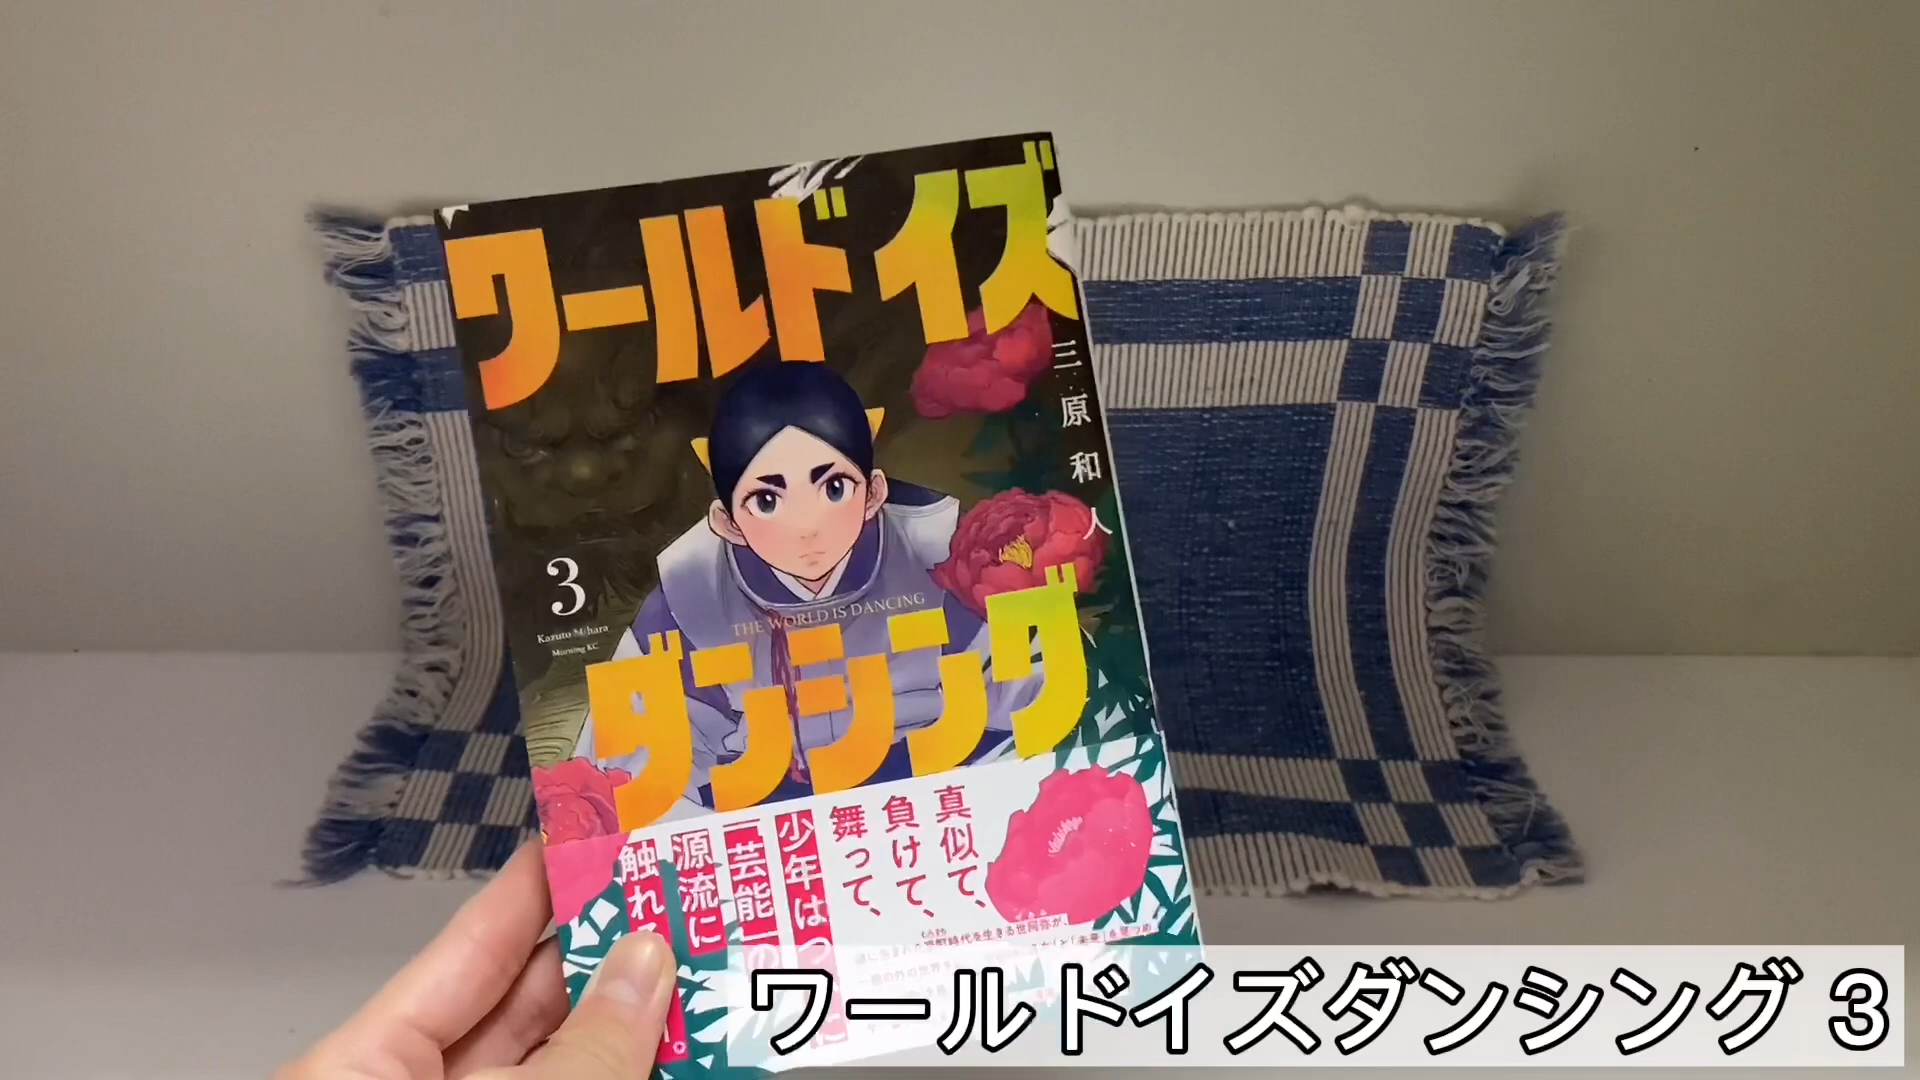 ワールド イズ
ダンシング
三原和人
3
Kazuto Mihara
Morning KC
THE WORLD IS DANCING
真似て、
負けて、
舞って、
少年はつ
「芸能」の
源流に
触れ
ワールドイズダンシング 3